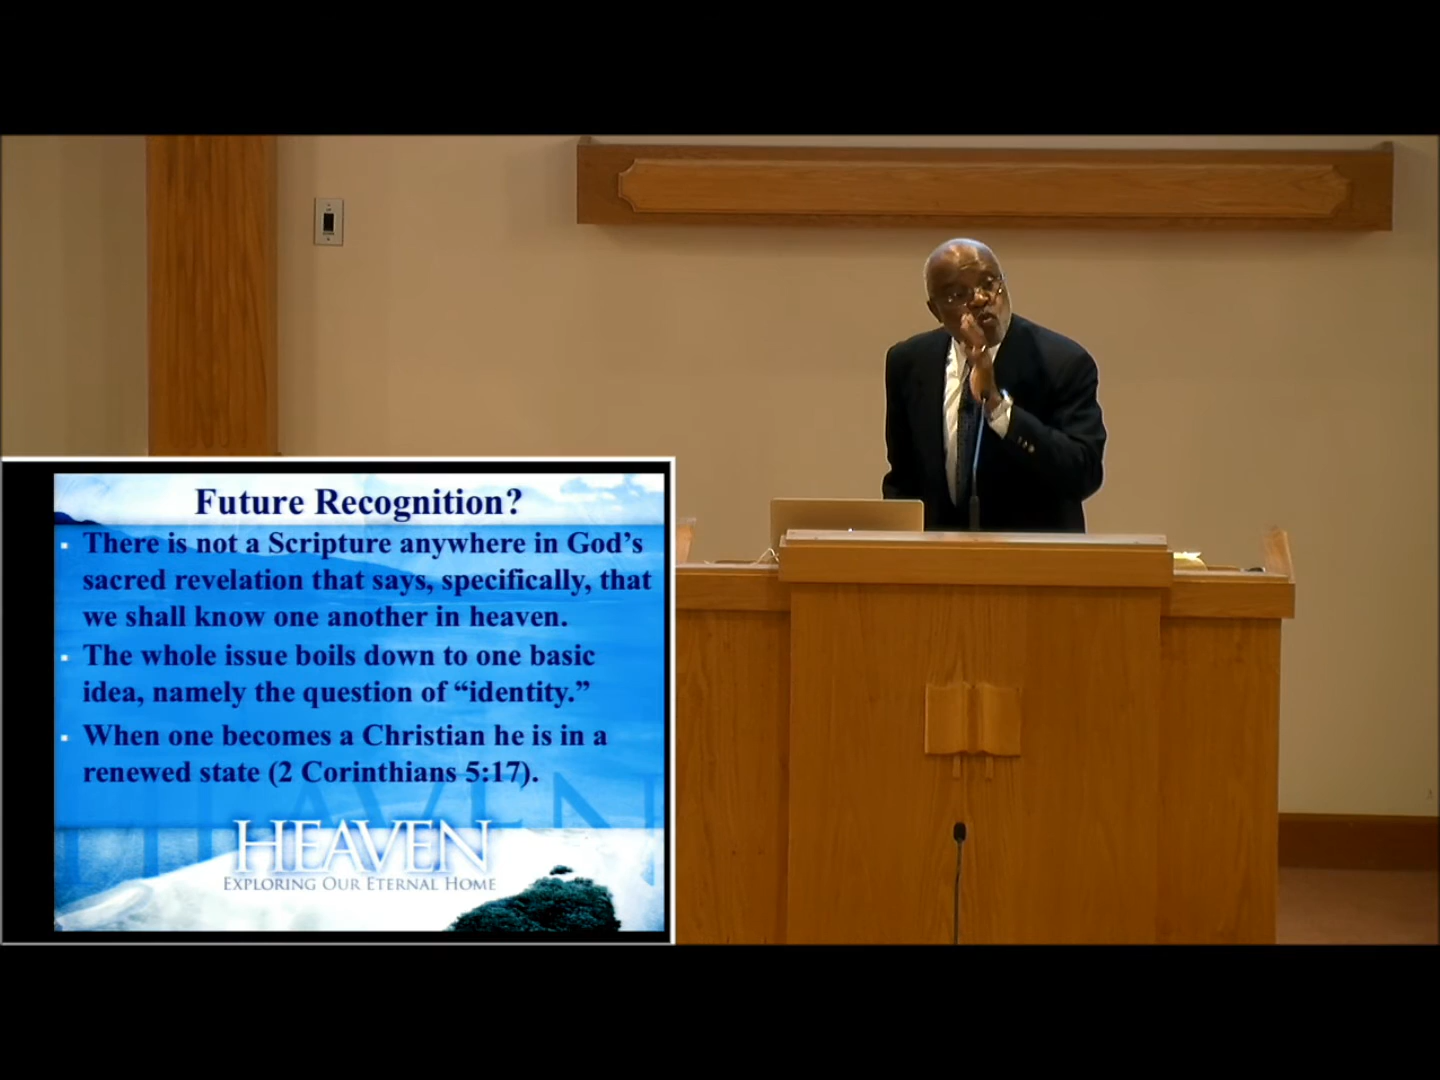 Future Recognition?
There is not a Scripture anywhere in God's
sacred revelation that says, specifically, that
we shall know one another in heaven.
The whole issue boils down to one basic
idea, namely the question of “identity.”
When one becomes a Christian he is in a
renewed state (2 Corinthians 5:17).
HEAVEN
HEAVEN
EXPLORING OUR ETERNAL HOME